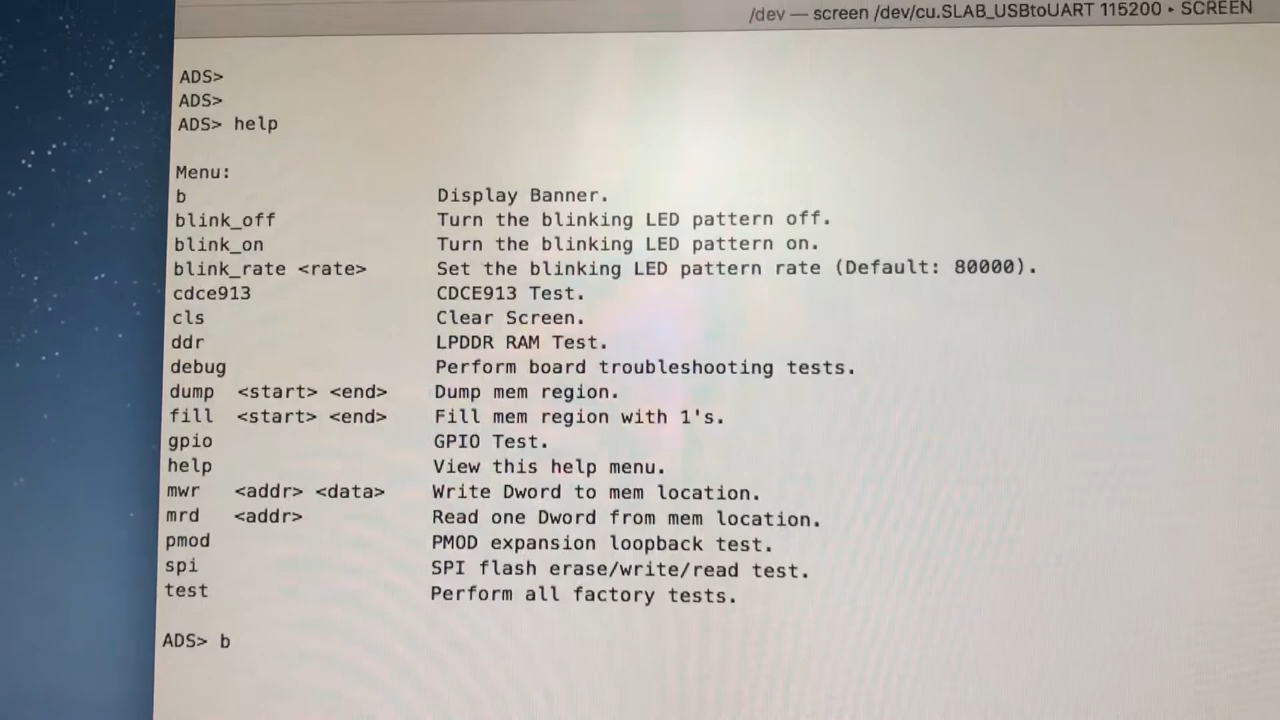 /dev — screen /dev/cu.SLAB_USBtoUART 115200 ▸ SCREEN
ADS>
ADS>
ADS> help
Menu:
b Display Banner.
blink_off Turn the blinking LED pattern off.
blink_on Turn the blinking LED pattern on.
blink_rate <rate> Set the blinking LED pattern rate (Default: 80000).
cdce913 CDCE913 Test.
cls Clear Screen.
ddr LPDDR RAM Test.
debug Perform board troubleshooting tests.
dump <start> <end> Dump mem region.
fill <start> <end> Fill mem region with 1's.
gpio GPIO Test.
help View this help menu.
mwr <addr> <data> Write Dword to mem location.
mrd <addr> Read one Dword from mem location.
pmod PMOD expansion loopback test.
spi SPI flash erase/write/read test.
test Perform all factory tests.
ADS> b